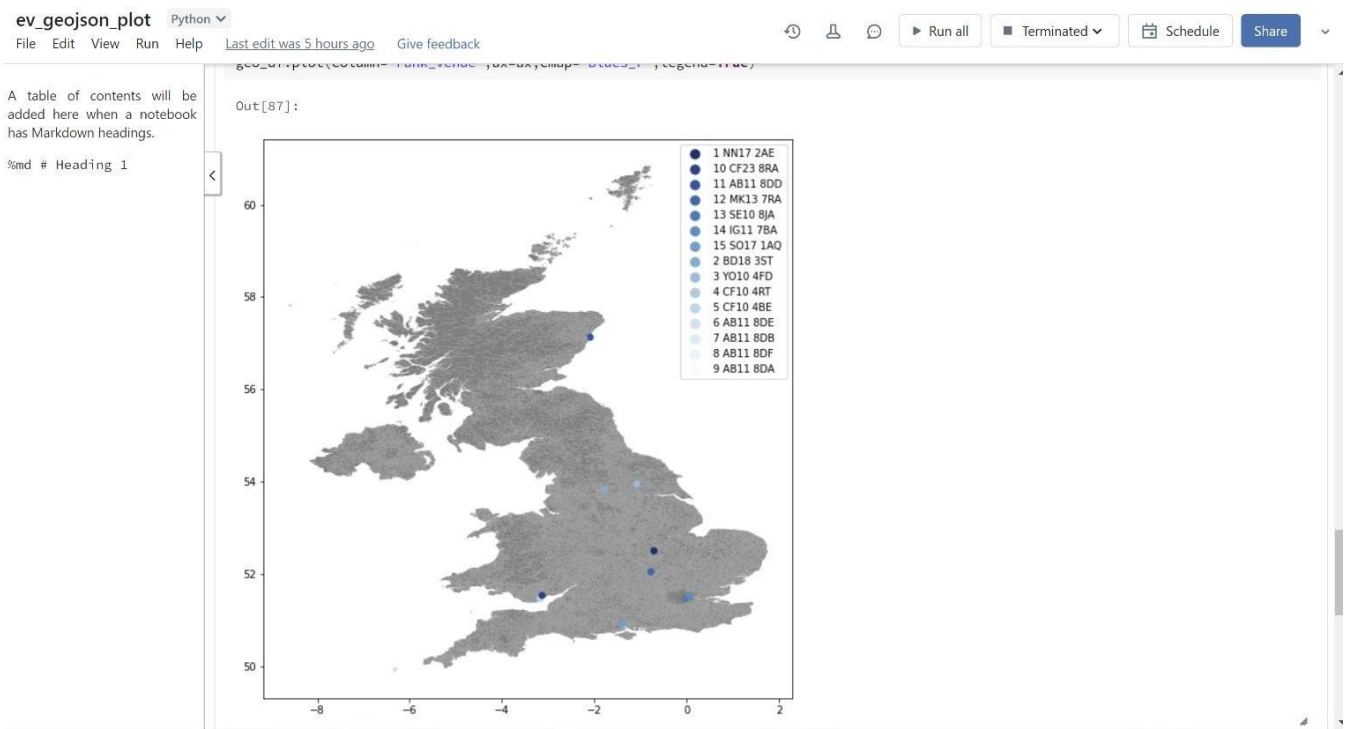 ev_geojson_plot Python
File Edit View Run Help Last edit was 5 hours ago Give feedback
Run all Terminated Schedule Share
A table of contents will be
added here when a notebook
has Markdown headings.
%md # Heading 1
Out[87]:
1 NN17 2AE
10 CF23 8RA
11 AB11 8DD
12 MK13 7RA
13 SE10 8JA
14 IG11 7BA
15 SO17 1AQ
2 BD18 3ST
3 YO10 4FD
4 CF10 4RT
5 CF10 4BE
6 AB11 8DE
7 AB11 8DB
8 AB11 8DF
9 AB11 8DA
60
58
56
54
52
50
-8 -6 -4 -2 0 2